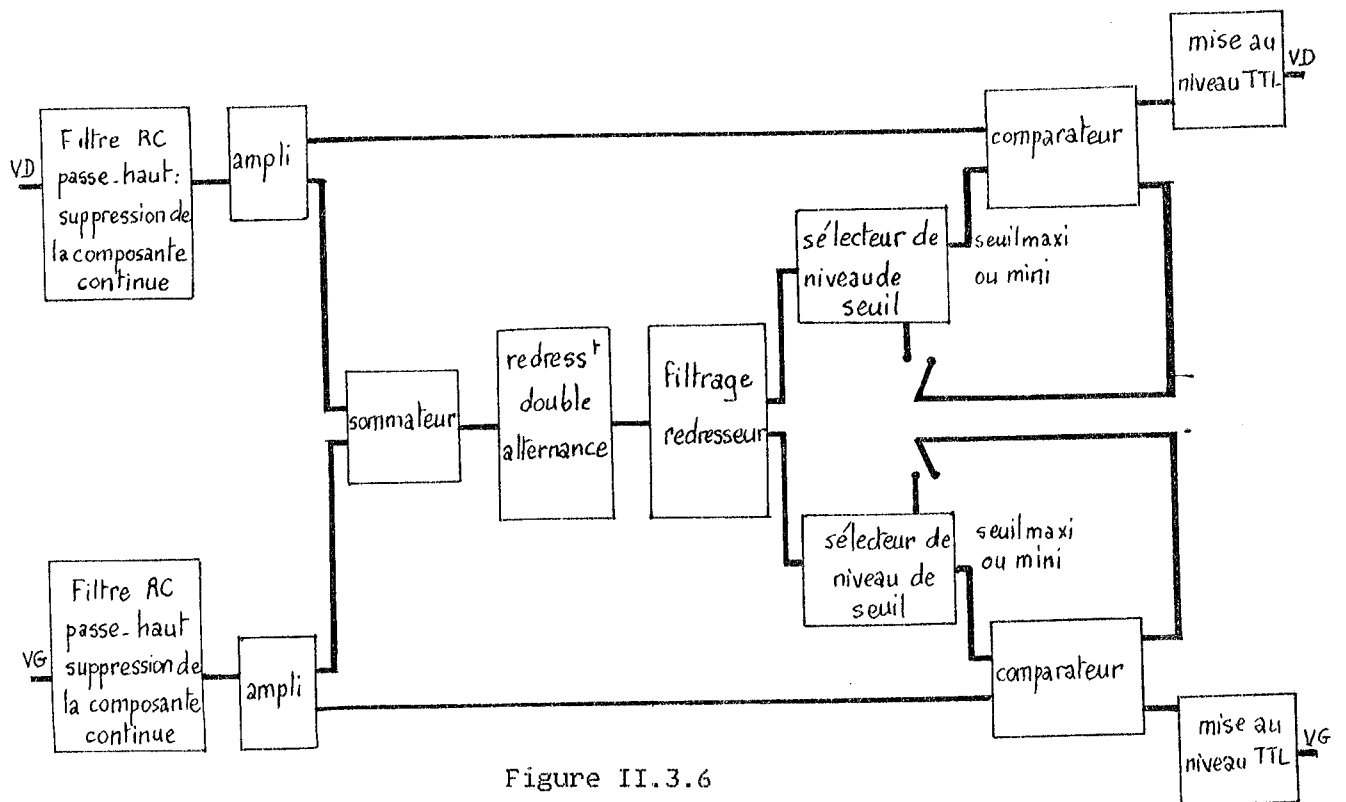 mise au
niveau TTL
VD
Filtre RC
passe-haut:
suppression de
la composante
continue
VD
ampli
comparateur
sélecteur de
niveau de
seuil
seuil maxi
ou mini
redresst
double
alternance
filtrage
redresseur
sommateur
sélecteur de
niveau de
seuil
seuil maxi
ou mini
Filtre RC
passe-haut
suppression de
la composante
continue
VG
ampli
comparateur
mise au
niveau TTL
VG
Figure II.3.6